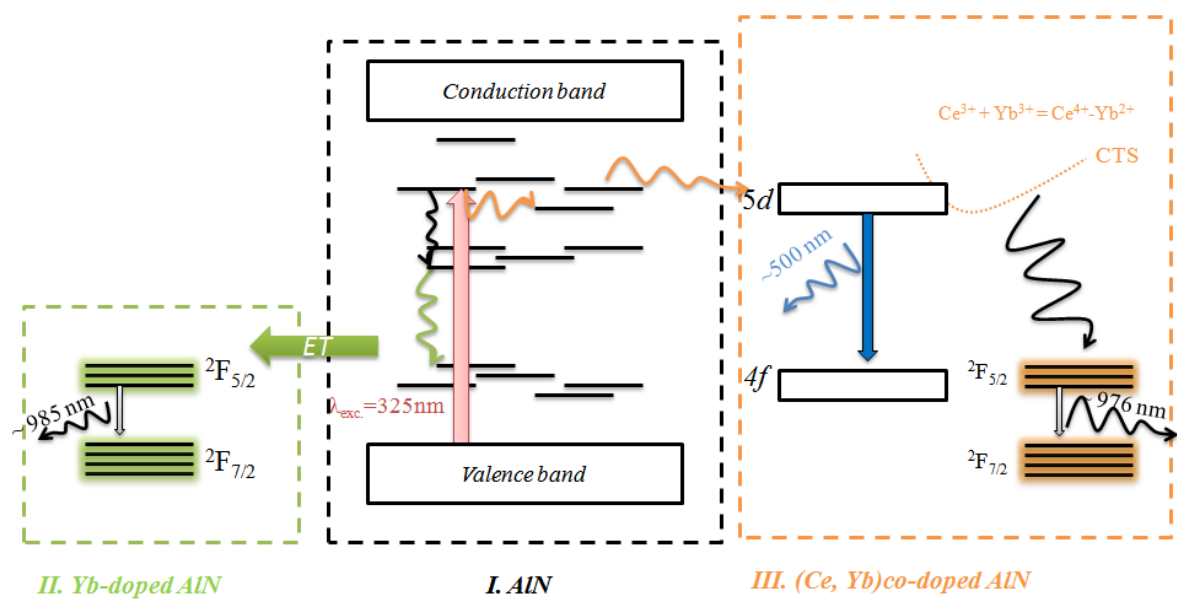 Conduction band
Ce³⁺ + Yb³⁺ = Ce⁴⁺-Yb²⁺
CTS
5d
~500 nm
ET
²F₅/₂
4f
²F₅/₂
λexc.=325nm
~ 985 nm
~ 976 nm
²F₇/₂
Valence band
²F₇/₂
II. Yb-doped AlN
I. AlN
III. (Ce, Yb)co-doped AlN